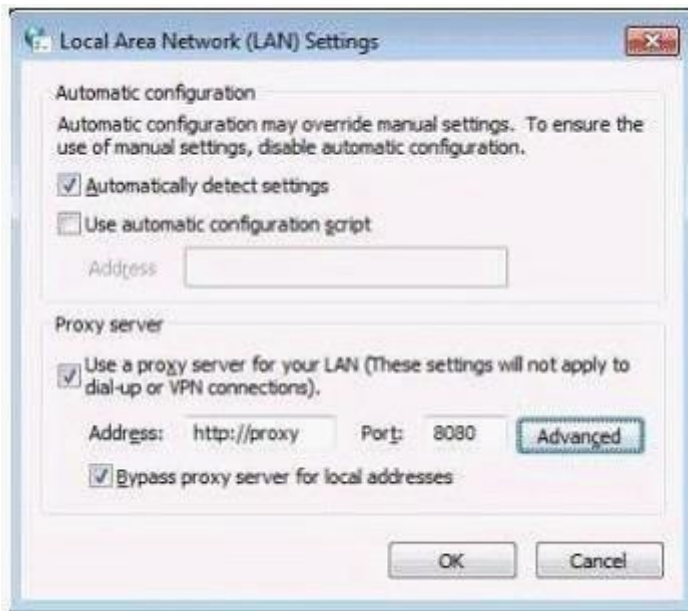 Local Area Network (LAN) Settings
Automatic configuration
Automatic configuration may override manual settings. To ensure the
use of manual settings, disable automatic configuration.
Automatically detect settings
Use automatic configuration script
Address
Proxy server
Use a proxy server for your LAN (These settings will not apply to
dial-up or VPN connections).
Address: http://proxy Port: 8080 Advanced
Bypass proxy server for local addresses
OK Cancel